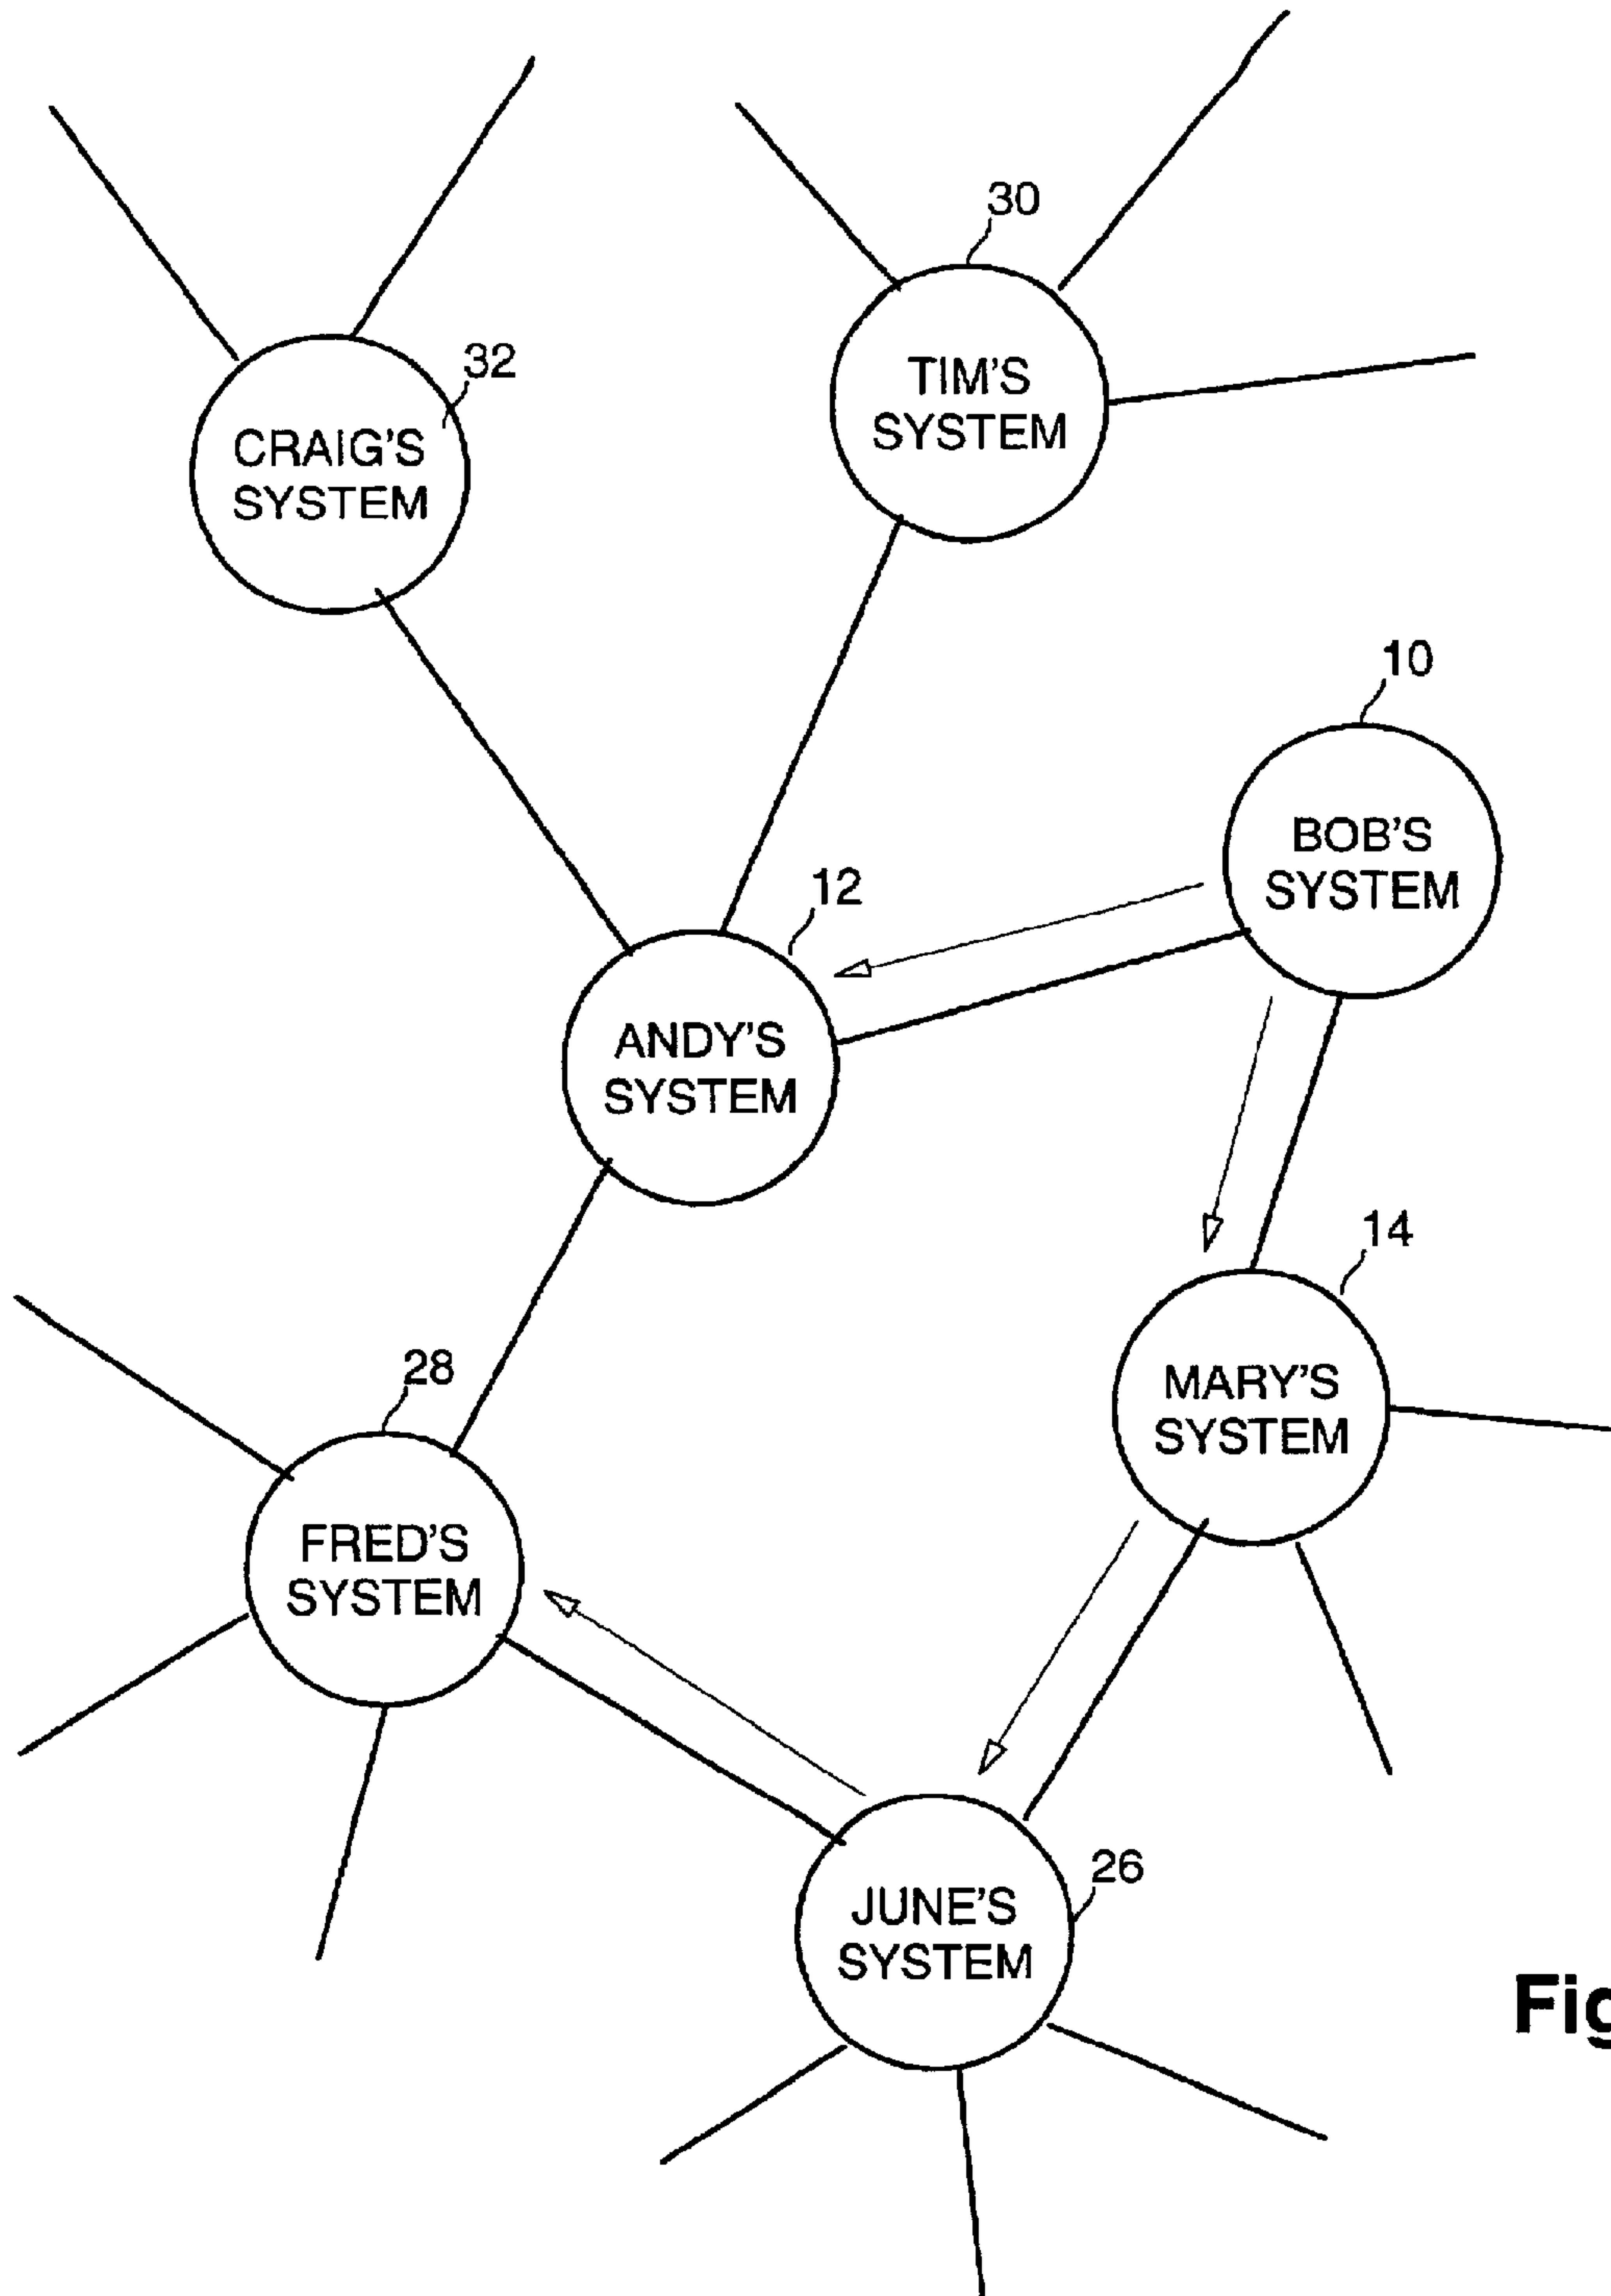 30
32
TIM'S
SYSTEM
CRAIG'S
SYSTEM
10
BOB'S
SYSTEM
12
ANDY'S
SYSTEM
14
MARY'S
SYSTEM
28
FRED'S
SYSTEM
26
JUNE'S
SYSTEM
Fig